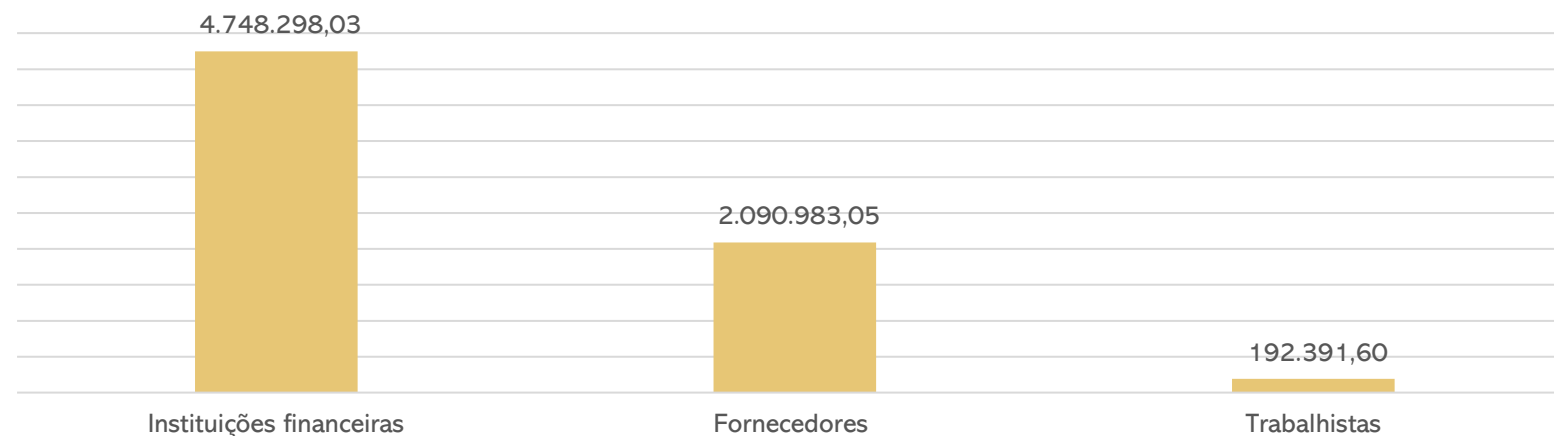 4.748.298,03
2.090.983,05
192.391,60
Instituições financeiras
Fornecedores
Trabalhistas